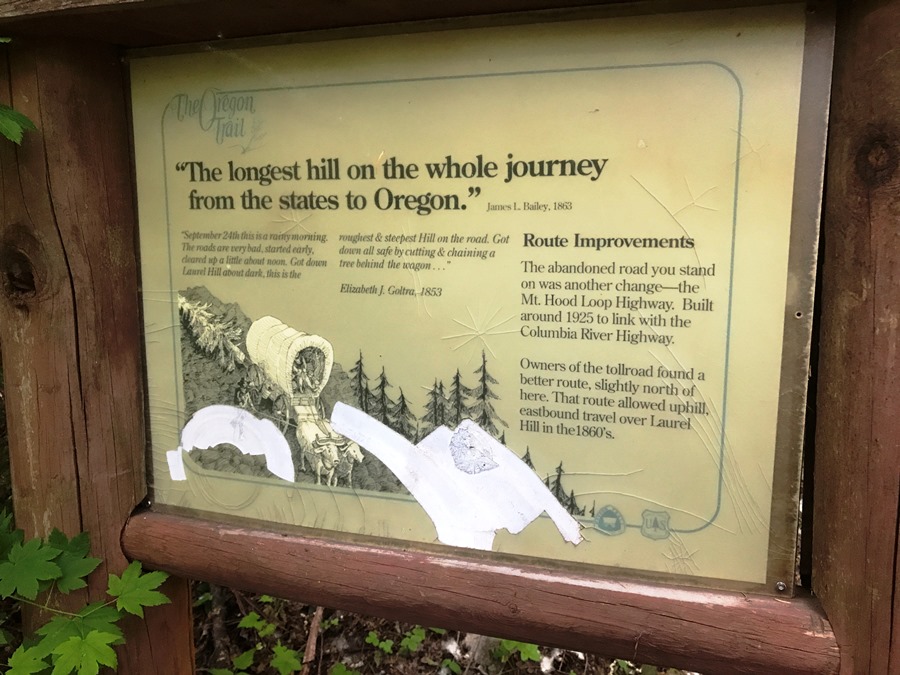 The Oregon
Trail
“The longest hill on the whole journey
from the states to Oregon.”
James L. Bailey, 1863
“September 24th this is a rainy morning.
The roads are very bad, started early,
cleared up a little about noon. Got down
Laurel Hill about dark, this is the
roughest & steepest Hill on the road. Got
down all safe by cutting & chaining a
tree behind the wagon . . .”
Elizabeth J. Goltra, 1853
Route Improvements
The abandoned road you stand
on was another change—the
Mt. Hood Loop Highway. Built
around 1925 to link with the
Columbia River Highway.
Owners of the tollroad found a
better route, slightly north of
here. That route allowed uphill,
eastbound travel over Laurel
Hill in the1860's.
UAS